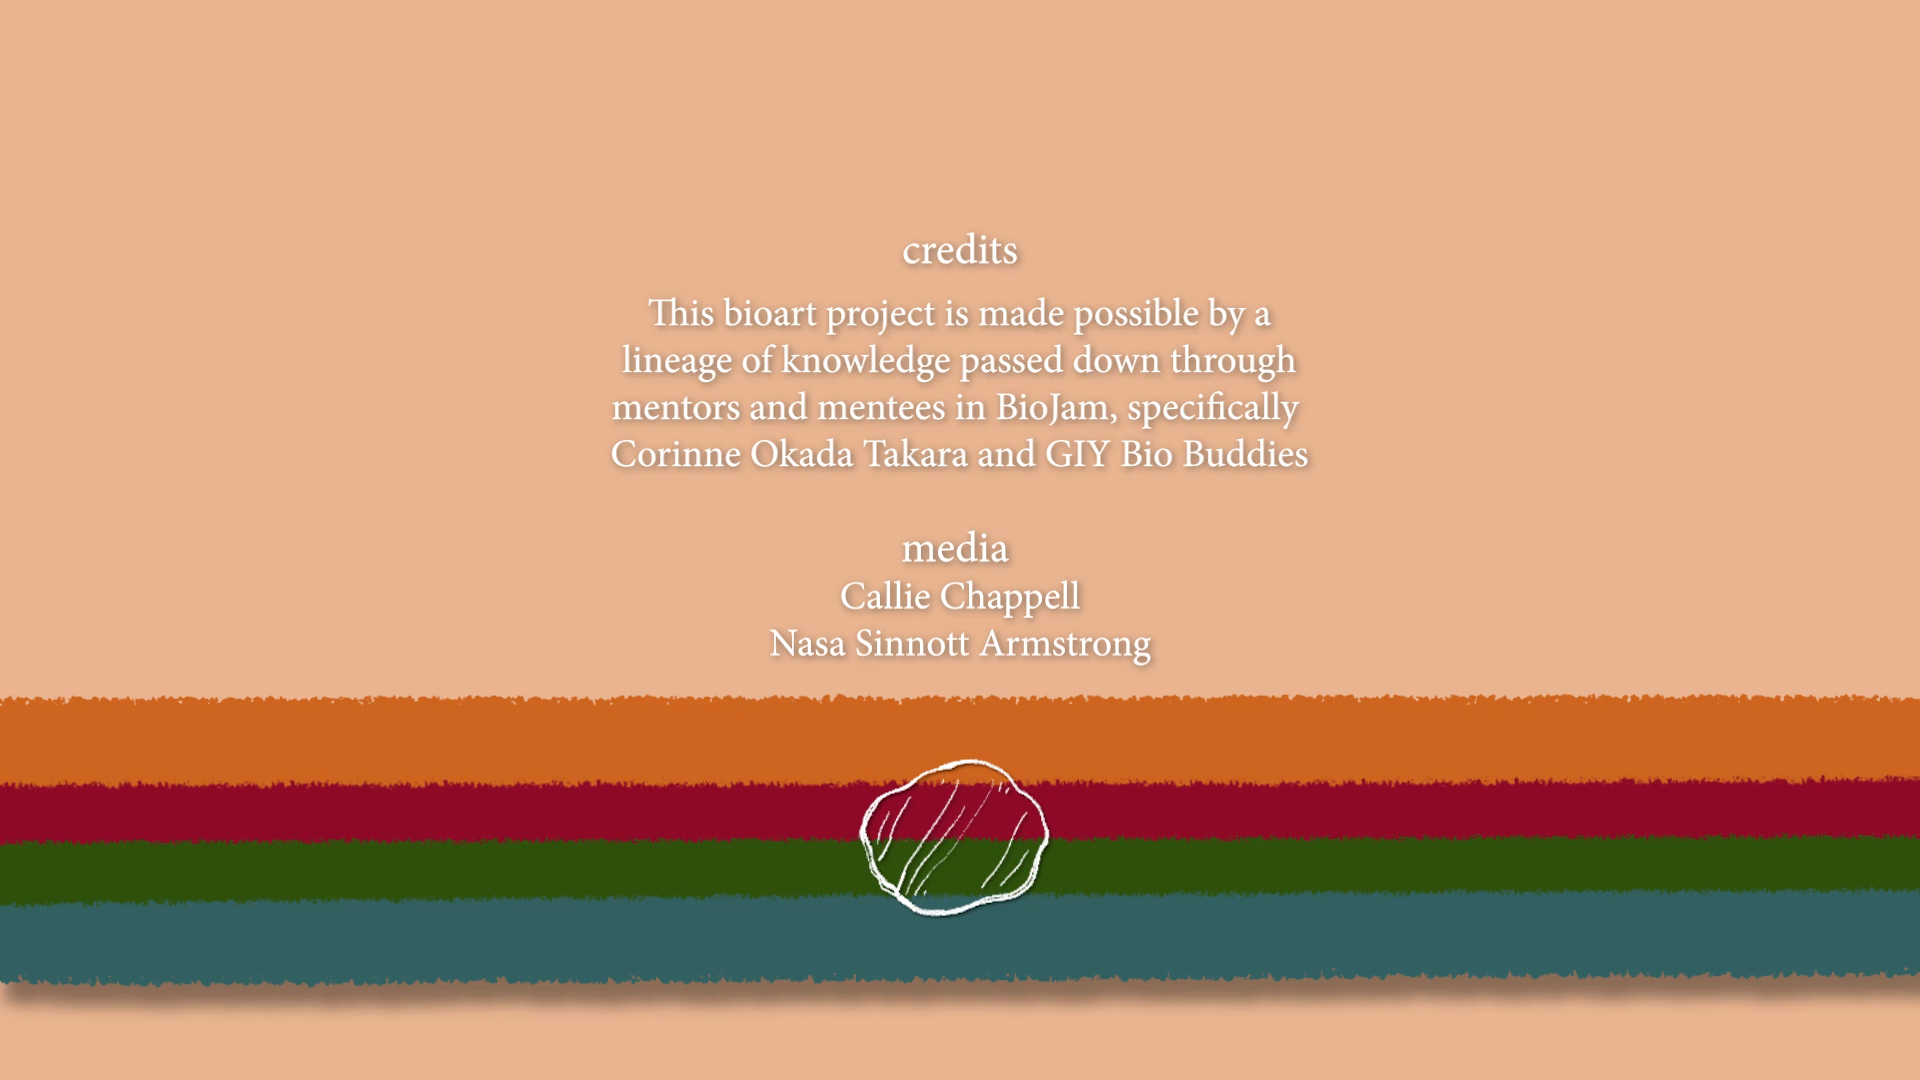 credits
This bioart project is made possible by a
lineage of knowledge passed down through
mentors and mentees in BioJam, specifically
Corinne Okada Takara and GIY Bio Buddies
media
Callie Chappell
Nasa Sinnott Armstrong